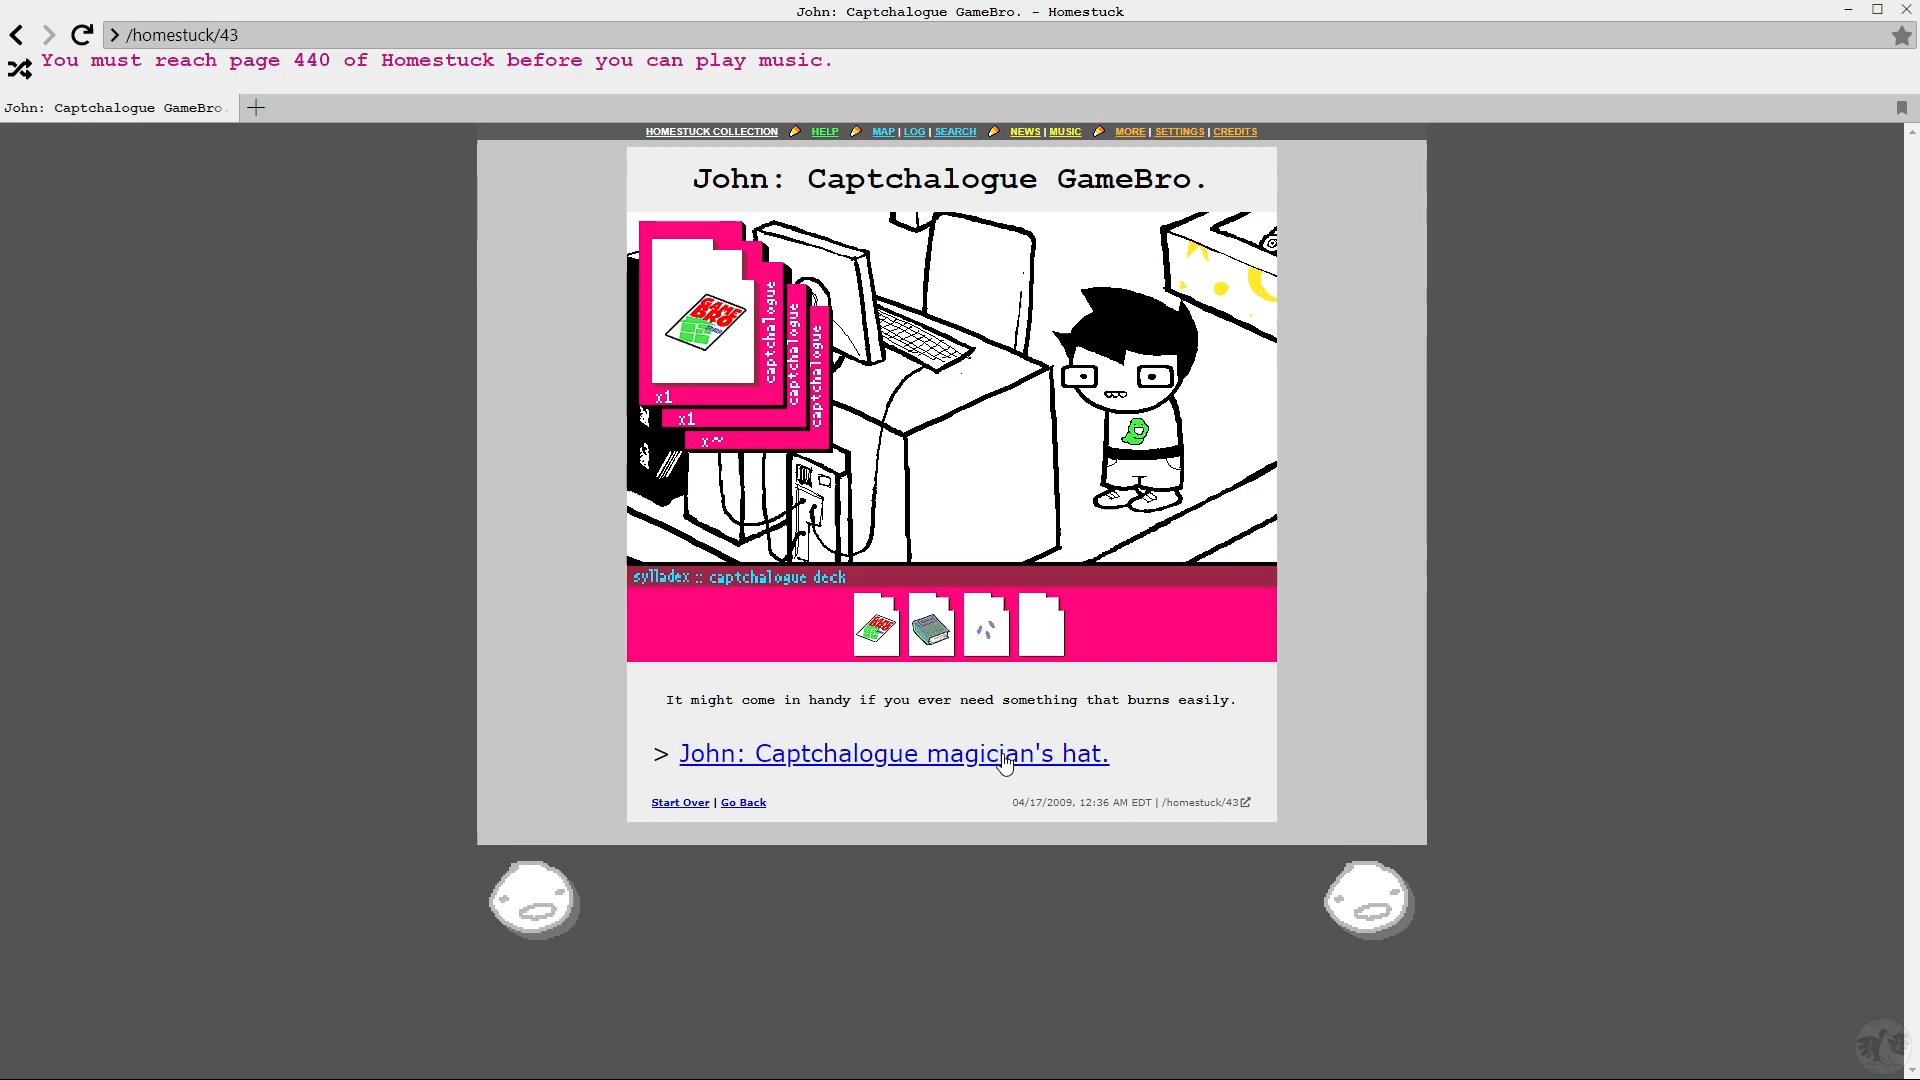 John: Captchalogue GameBro. - Homestuck
/homestuck/43
You must reach page 440 of Homestuck before you can play music.
John: Captchalogue GameBro.
HOMESTUCK COLLECTION HELP MAP | LOG | SEARCH NEWS | MUSIC MORE | SETTINGS | CREDITS
John: Captchalogue GameBro.
GAME
BRO
captchalogue
captchalogue
captchalogue
x1
x1
x~
sylladex :: captchalogue deck
It might come in handy if you ever need something that burns easily.
> John: Captchalogue magician's hat.
Start Over | Go Back
04/17/2009, 12:36 AM EDT | /homestuck/43